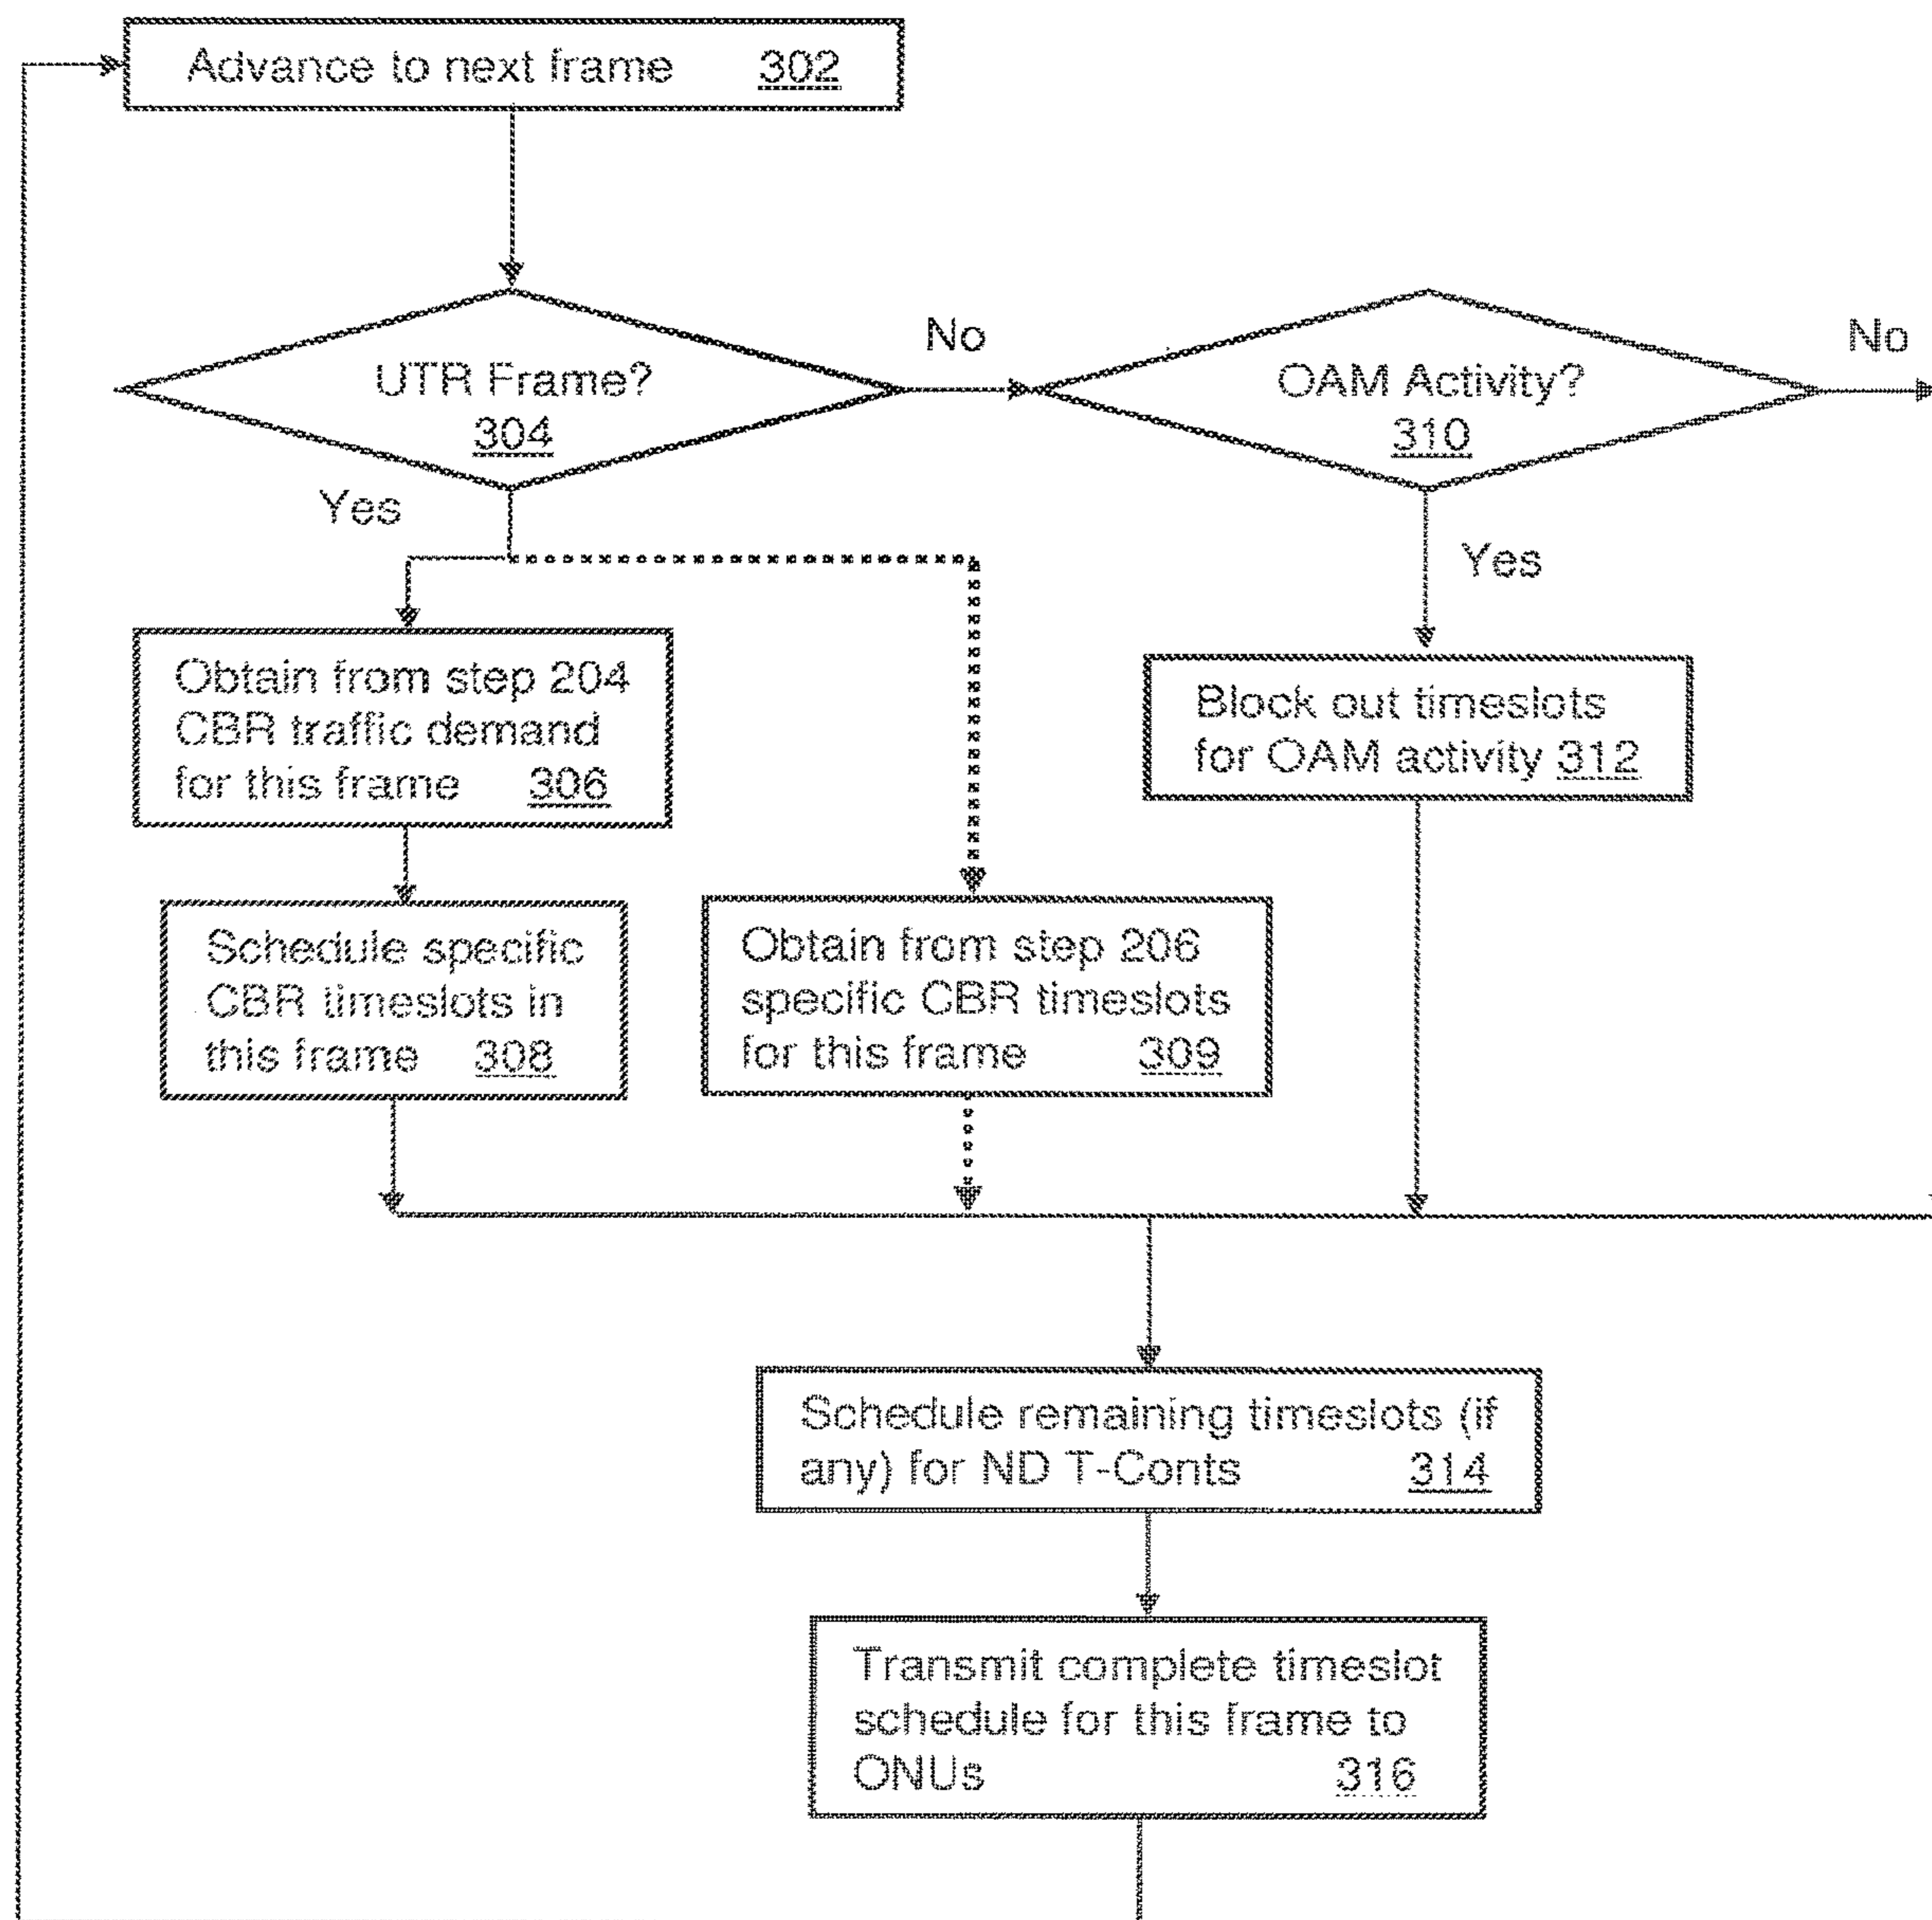 Advance to next frame 302
No
No
UTR Frame?
304
OAM Activity?
310
Yes
Yes
Obtain from step 204
CBR traffic demand
for this frame 306
Block out timeslots
for OAM activity 312
Schedule specific
CBR timeslots in
this frame 308
Obtain from step 206
specific CBR timeslots
for this frame 309
Schedule remaining timeslots (if
any) for ND T-Conts 314
Transmit complete timeslot
schedule for this frame to
ONUs 316